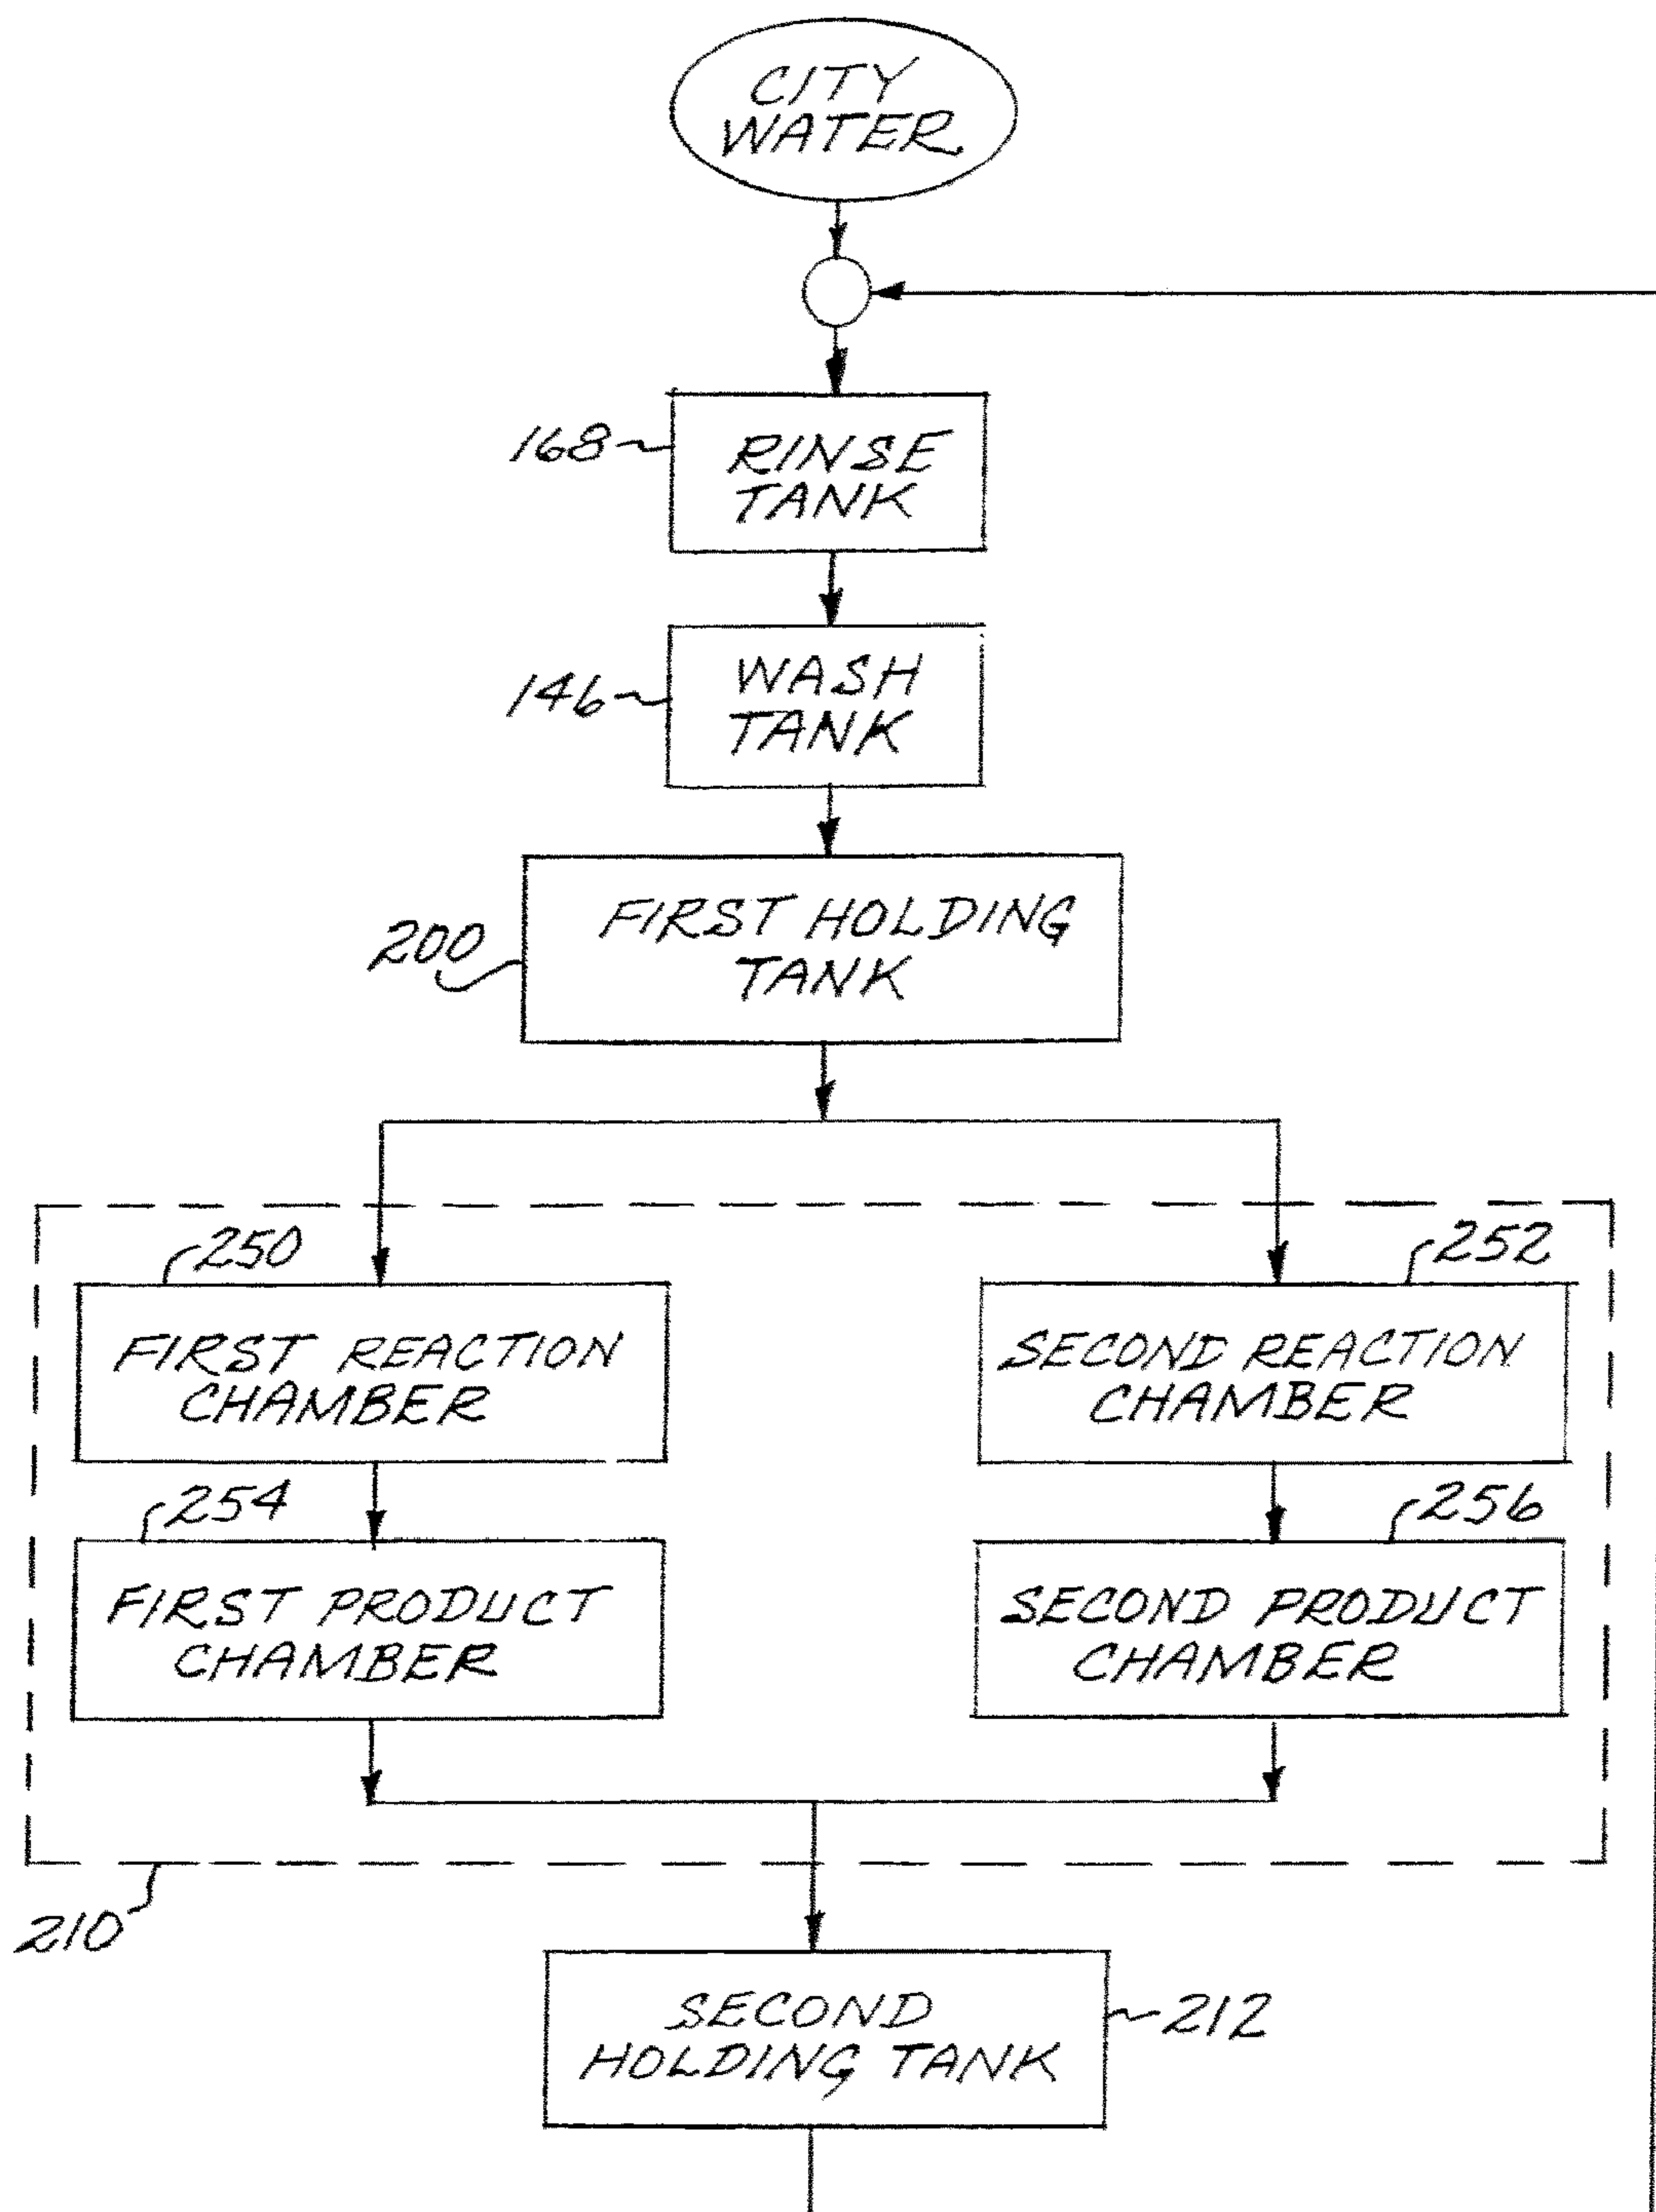 CITY
WATER
168
RINSE
TANK
146
WASH
TANK
200
FIRST HOLDING
TANK
250
252
FIRST REACTION
CHAMBER
SECOND REACTION
CHAMBER
254
256
FIRST PRODUCT
CHAMBER
SECOND PRODUCT
CHAMBER
210
SECOND
HOLDING TANK
212